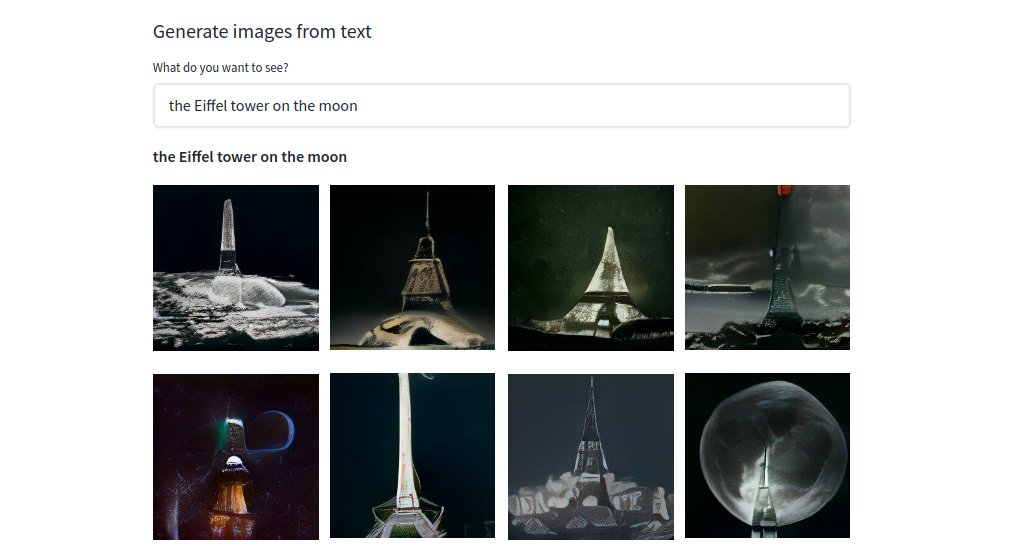 Generate images from text
What do you want to see?
the Eiffel tower on the moon
the Eiffel tower on the moon